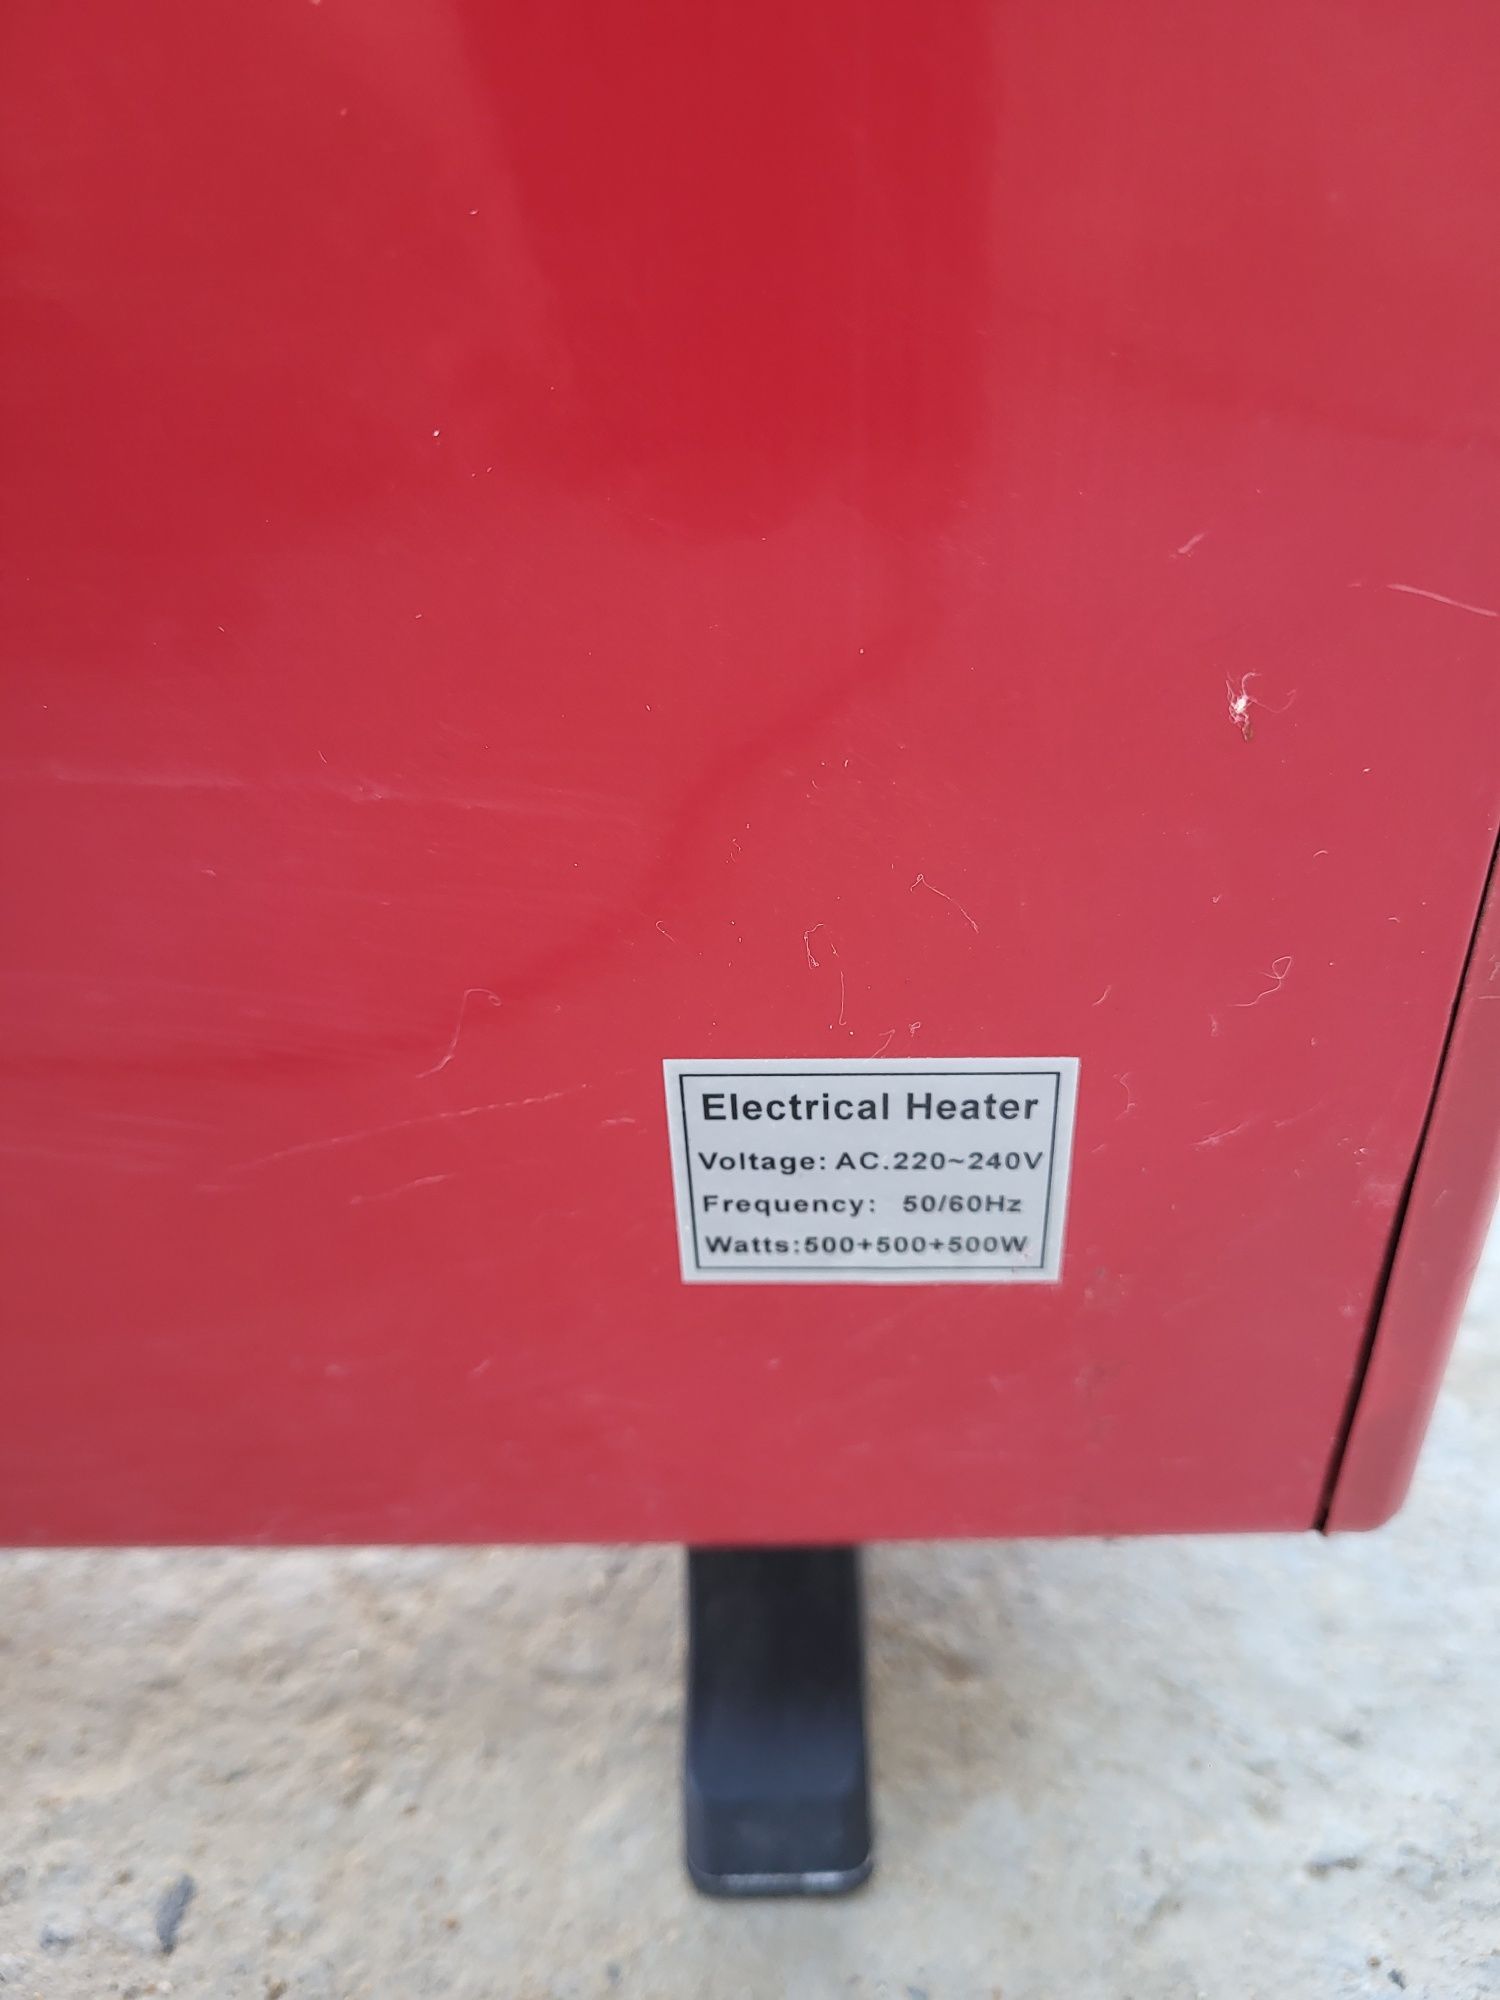 Electrical Heater
Voltage: AC.220~240V
Frequency: 50/60Hz
Watts:500+500+500W